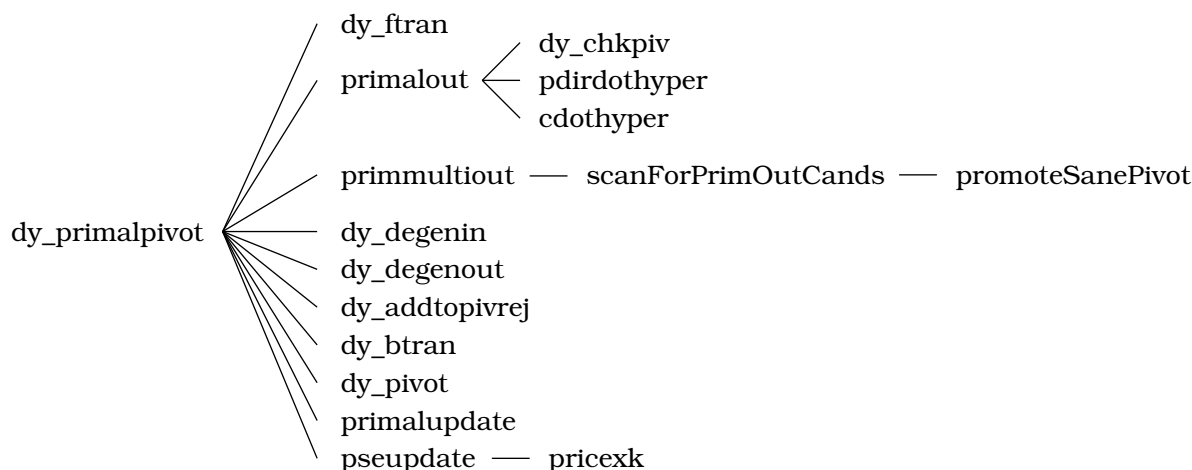 dy_ftran
dy_chkpiv
primalout
pdirdothyper
cdothyper
primmultiout
scanForPrimOutCands
promoteSanePivot
dy_primalpivot
dy_degenin
dy_degenout
dy_addtopivrej
dy_btran
dy_pivot
primalupdate
pseupdate
pricexk